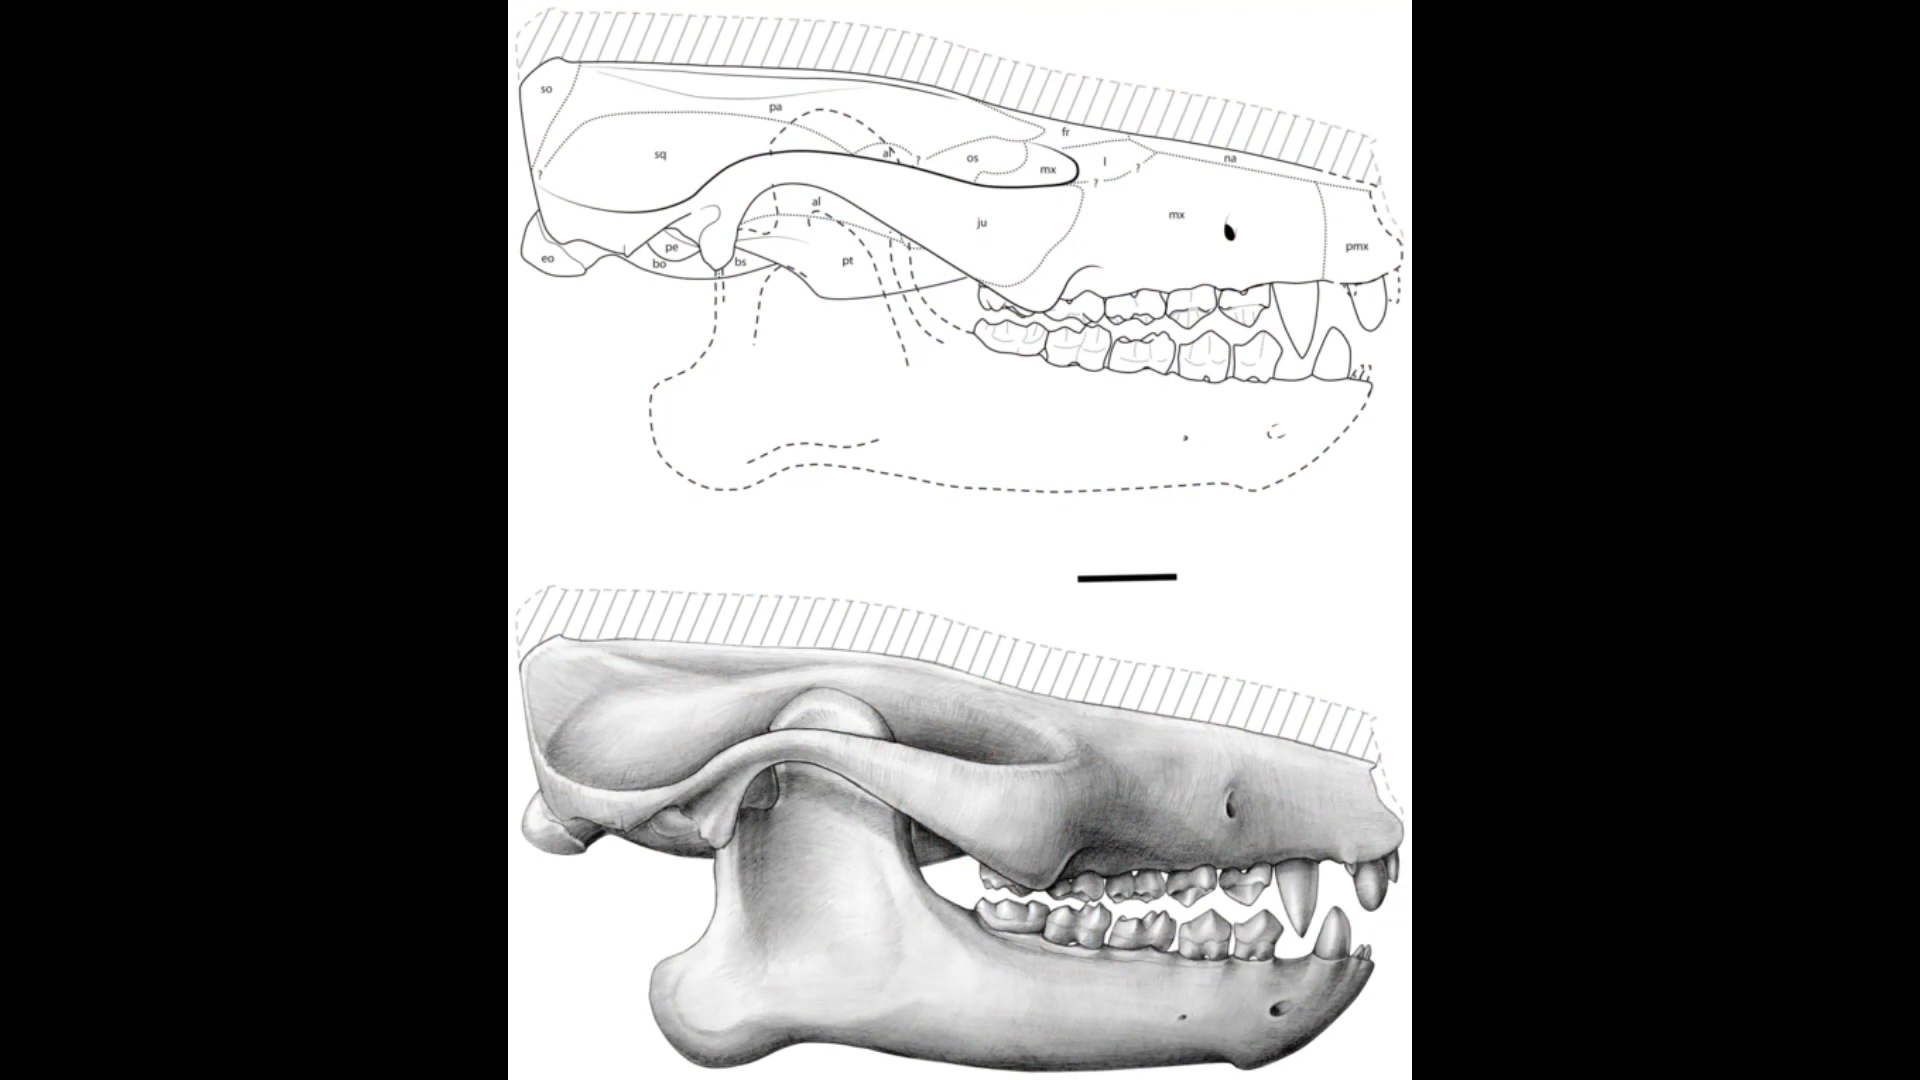 so
pa
fr
sq
al
?
os
mx
l
?
?
na
?
al
ju
mx
pe
bo
bs
pt
eo
pmx